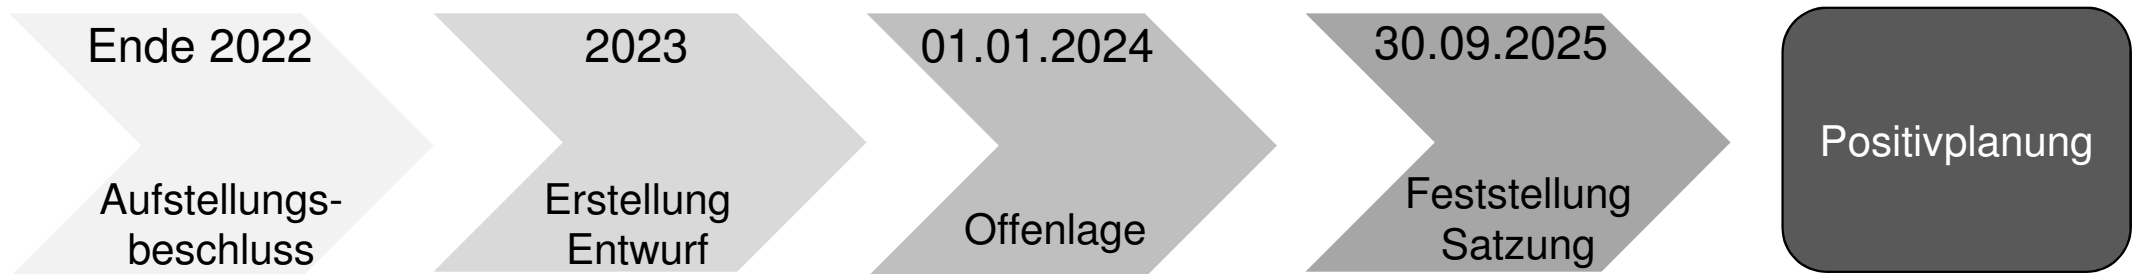 Ende 2022
Aufstellungs-
beschluss
2023
Erstellung
Entwurf
01.01.2024
Offenlage
30.09.2025
Feststellung
Satzung
Positivplanung